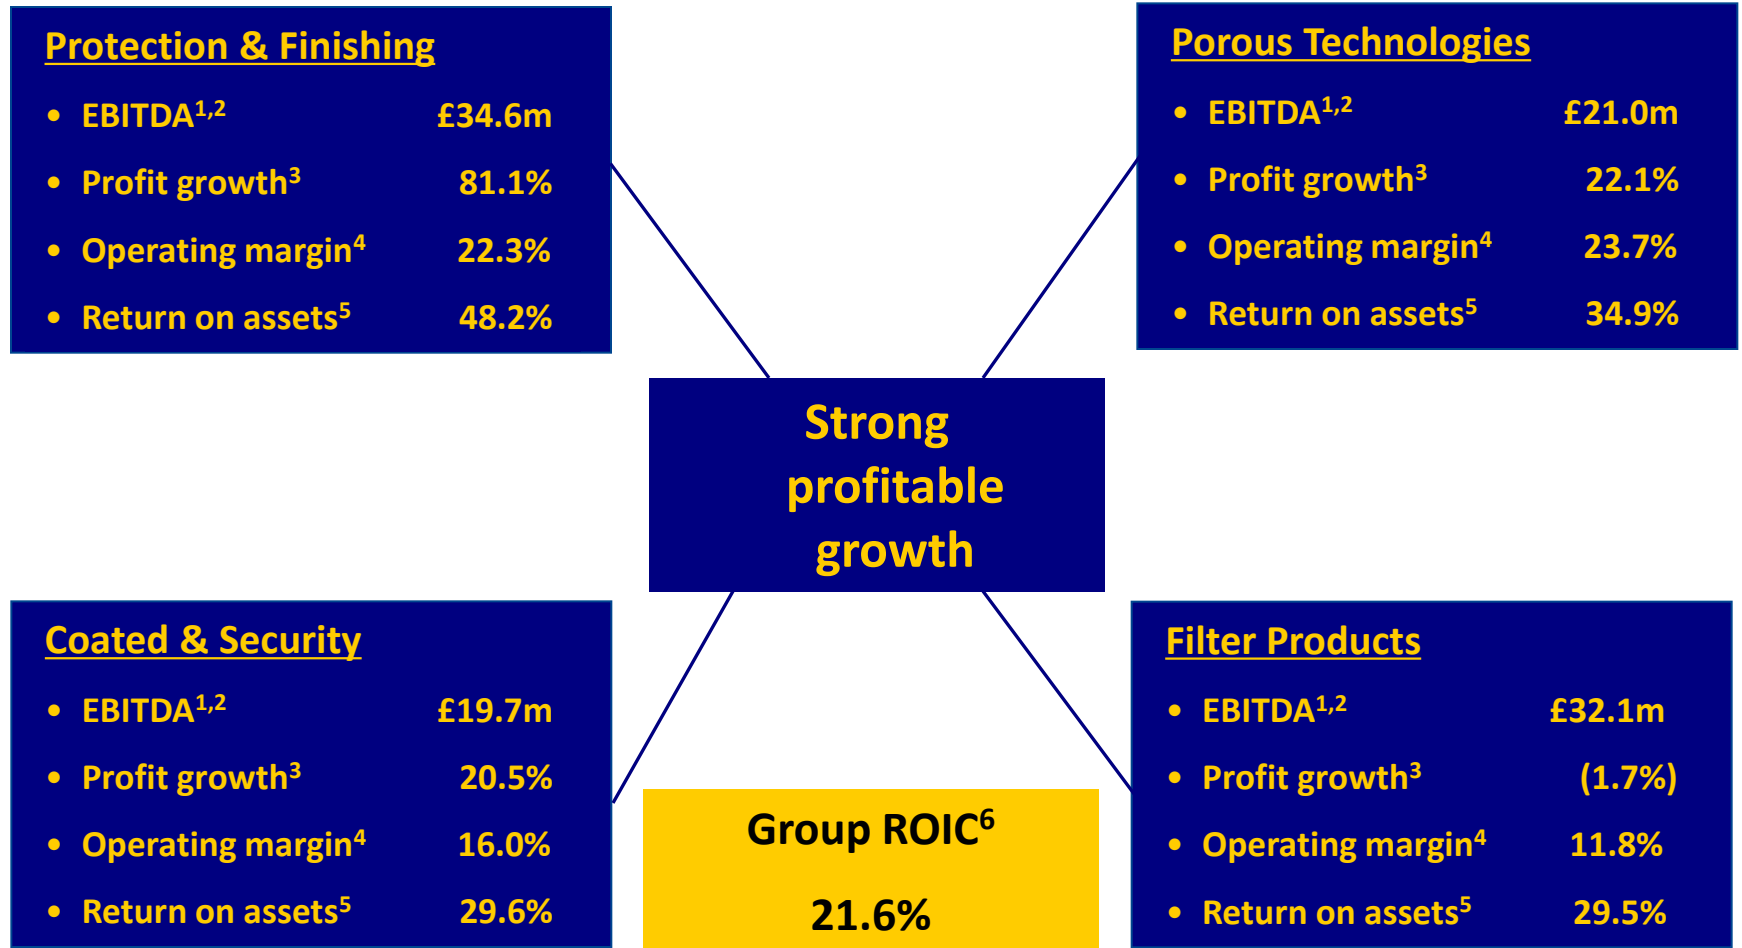 Protection & Finishing
• EBITDA1,2 £34.6m
• Profit growth3 81.1%
• Operating margin4 22.3%
• Return on assets5 48.2%
Porous Technologies
• EBITDA1,2 £21.0m
• Profit growth3 22.1%
• Operating margin4 23.7%
• Return on assets5 34.9%
Strong
profitable
growth
Coated & Security
• EBITDA1,2 £19.7m
• Profit growth3 20.5%
• Operating margin4 16.0%
• Return on assets5 29.6%
Group ROIC6
21.6%
Filter Products
• EBITDA1,2 £32.1m
• Profit growth3 (1.7%)
• Operating margin4 11.8%
• Return on assets5 29.5%